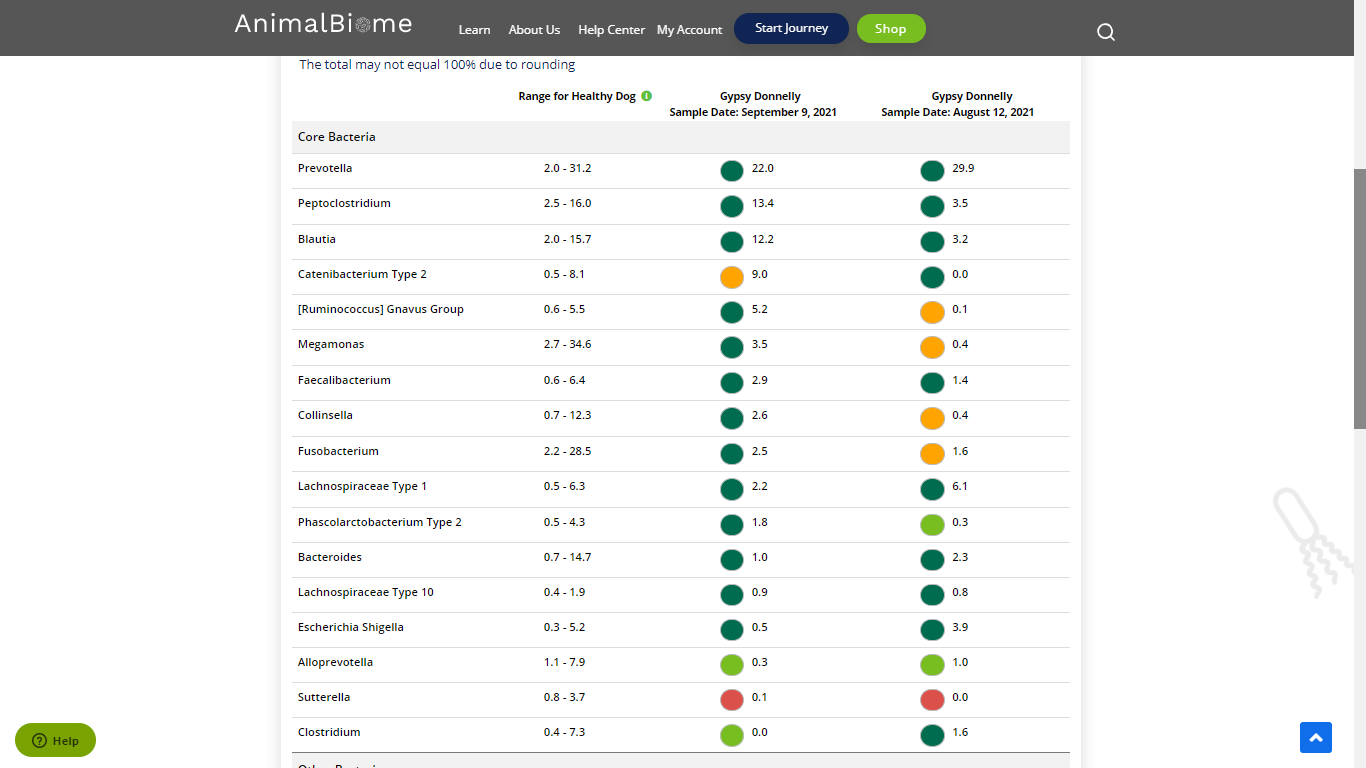 AnimalBiome
Learn About Us Help Center My Account Start Journey Shop
The total may not equal 100% due to rounding
Range for Healthy Dog i Gypsy Donnelly Gypsy Donnelly
Sample Date: September 9, 2021 Sample Date: August 12, 2021
Core Bacteria
Prevotella 2.0 - 31.2 22.0 29.9
Peptoclostridium 2.5 - 16.0 13.4 3.5
Blautia 2.0 - 15.7 12.2 3.2
Catenibacterium Type 2 0.5 - 8.1 9.0 0.0
[Ruminococcus] Gnavus Group 0.6 - 5.5 5.2 0.1
Megamonas 2.7 - 34.6 3.5 0.4
Faecalibacterium 0.6 - 6.4 2.9 1.4
Collinsella 0.7 - 12.3 2.6 0.4
Fusobacterium 2.2 - 28.5 2.5 1.6
Lachnospiraceae Type 1 0.5 - 6.3 2.2 6.1
Phascolarctobacterium Type 2 0.5 - 4.3 1.8 0.3
Bacteroides 0.7 - 14.7 1.0 2.3
Lachnospiraceae Type 10 0.4 - 1.9 0.9 0.8
Escherichia Shigella 0.3 - 5.2 0.5 3.9
Alloprevotella 1.1 - 7.9 0.3 1.0
Sutterella 0.8 - 3.7 0.1 0.0
Clostridium 0.4 - 7.3 0.0 1.6
? Help